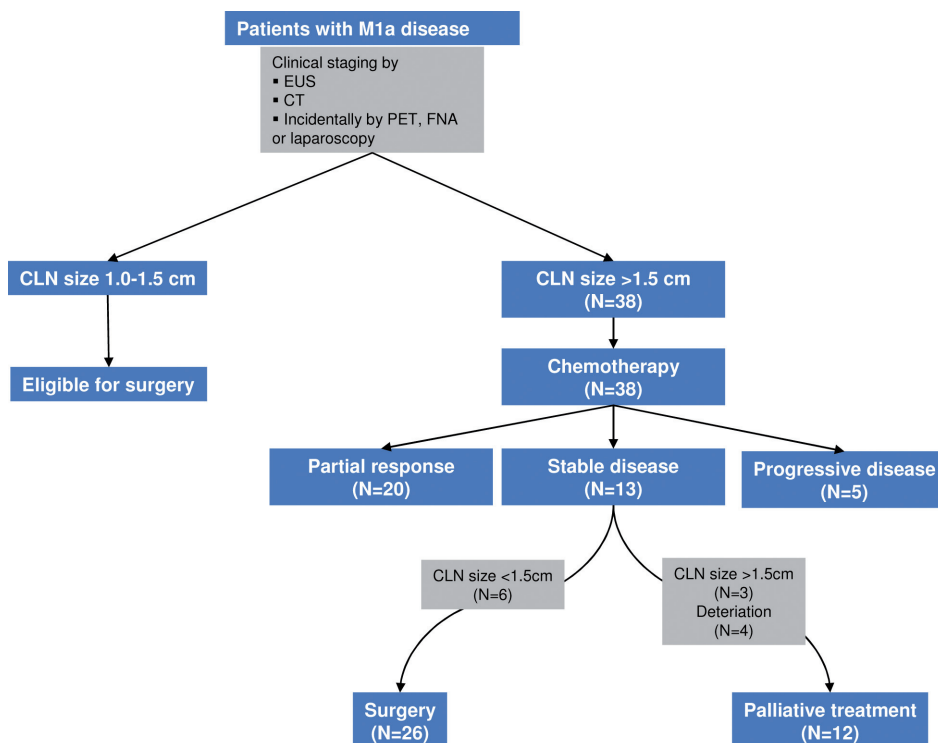 Patients with M1a disease
Clinical staging by
▪ EUS
▪ CT
▪ Incidentally by PET, FNA
or laparoscopy
CLN size 1.0-1.5 cm
CLN size >1.5 cm
(N=38)
Eligible for surgery
Chemotherapy
(N=38)
Partial response
(N=20)
Stable disease
(N=13)
Progressive disease
(N=5)
CLN size <1.5cm
(N=6)
CLN size >1.5cm
(N=3)
Deteriation
(N=4)
Surgery
(N=26)
Palliative treatment
(N=12)